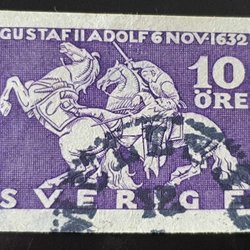 GUSTAF II ADOLF 6 NOV. 1632
10
ÖRE
SVERIGE